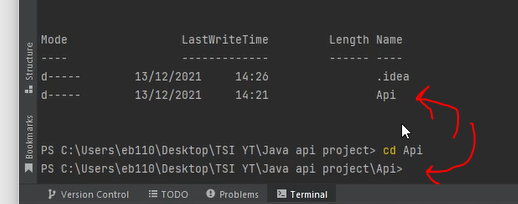 Mode LastWriteTime Length Name
---- ------------- ------ ----
d----- 13/12/2021 14:26 .idea
d----- 13/12/2021 14:21 Api
PS C:\Users\eb110\Desktop\TSI YT\Java api project> cd Api
PS C:\Users\eb110\Desktop\TSI YT\Java api project\Api>
Structure
Bookmarks
Version Control TODO Problems Terminal